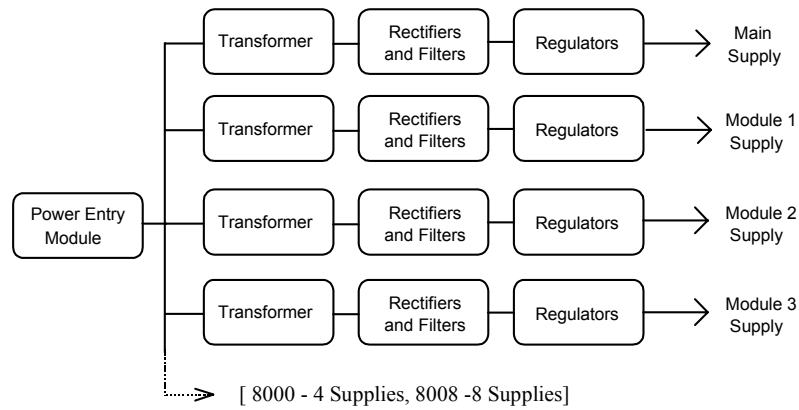 Transformer
Rectifiers
and Filters
Regulators
Main
Supply
Transformer
Rectifiers
and Filters
Regulators
Module 1
Supply
Power Entry
Module
Transformer
Rectifiers
and Filters
Regulators
Module 2
Supply
Transformer
Rectifiers
and Filters
Regulators
Module 3
Supply
[ 8000 - 4 Supplies, 8008 -8 Supplies]